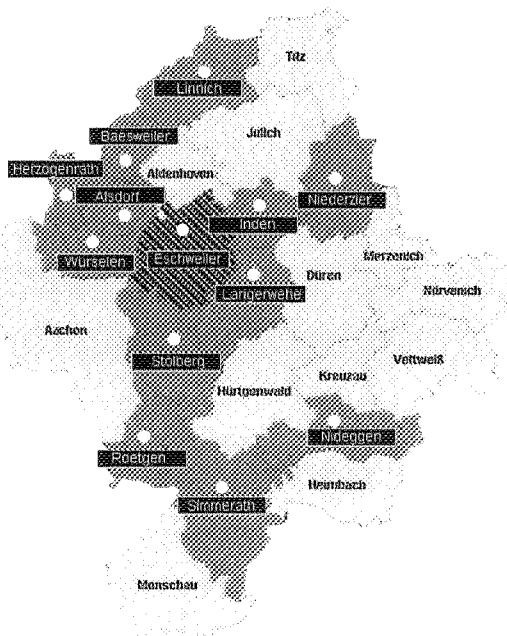 Titz
Linnich
Baesweiler
Jülich
Herzogenrath
Aldenhoven
Alsdorf
Niederzier
Inden
Würselen
Eschweiler
Merzenich
Düren
Langerwehe
Nörvenich
Aachen
Stolberg
Vettweiß
Kreuzau
Hürtgenwald
Nideggen
Roetgen
Heimbach
Simmerath
Monschau